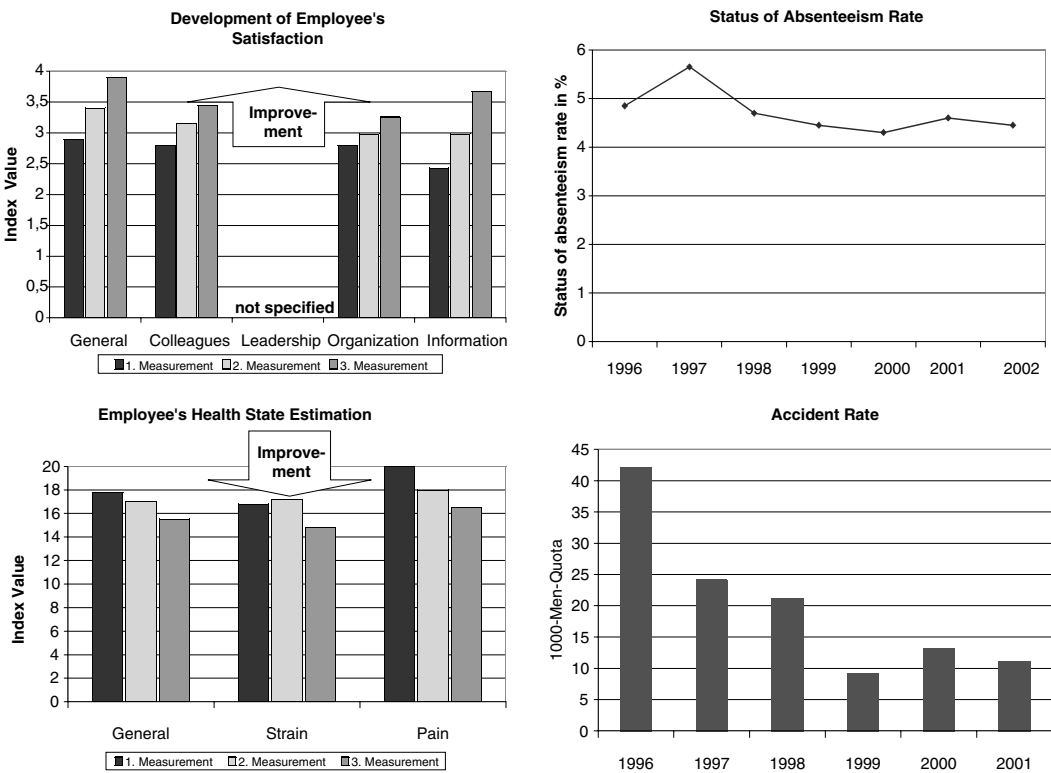 Development of Employee's
Satisfaction
Index Value
4
3,5
3
2,5
2
1,5
1
0,5
0
Improve-
ment
not specified
General Colleagues Leadership Organization Information
1. Measurement 2. Measurement 3. Measurement
Status of Absenteeism Rate
Status of absenteeism rate in %
6
5
4
3
2
1
0
1996 1997 1998 1999 2000 2001 2002
Employee's Health State Estimation
Index Value
20
18
16
14
12
10
8
6
4
2
0
Improve-
ment
General Strain Pain
1. Measurement 2. Measurement 3. Measurement
Accident Rate
1000-Men-Quota
45
40
35
30
25
20
15
10
5
0
1996 1997 1998 1999 2000 2001